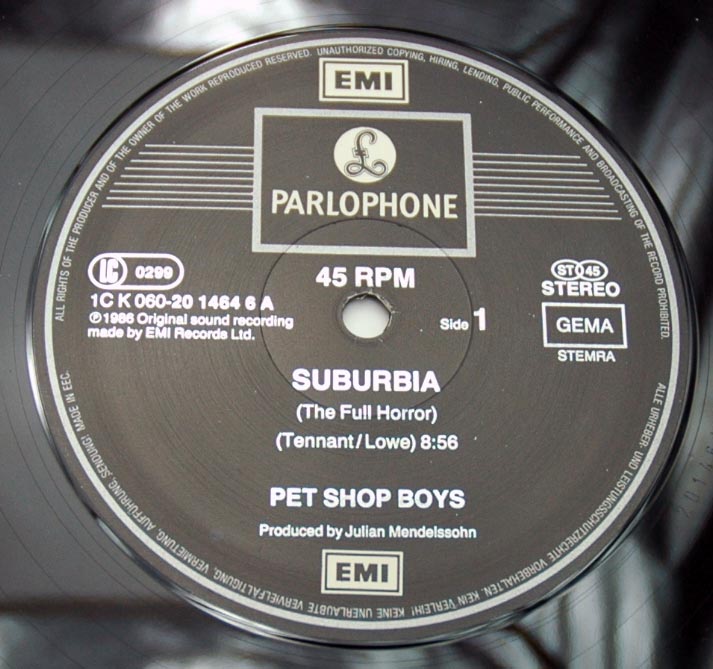 ALL RIGHTS OF THE PRODUCER AND OF THE OWNER OF THE WORK REPRODUCED RESERVED. UNAUTHORIZED COPYING, HIRING, LENDING, PUBLIC PERFORMANCE AND BROADCASTING OF THE RECORD PROHIBITED.
EMI
£
PARLOPHONE
LC 0299
1C K 060-20 1464 6 A
℗1986 Original sound recording
made by EMI Records Ltd.
45 RPM
Side 1
ST 45
STEREO
GEMA
STEMRA
SUBURBIA
(The Full Horror)
(Tennant/Lowe) 8:56
PET SHOP BOYS
Produced by Julian Mendelssohn
EMI
ALLE URHEBER- UND LEISTUNGSSCHUTZRECHTE VORBEHALTEN. KEIN VERLEIH! KEINE UNERLAUBTE VERVIELFÄLTIGUNG, VERMIETUNG, AUFFÜHRUNG, SENDUNG! MADE IN EEC.